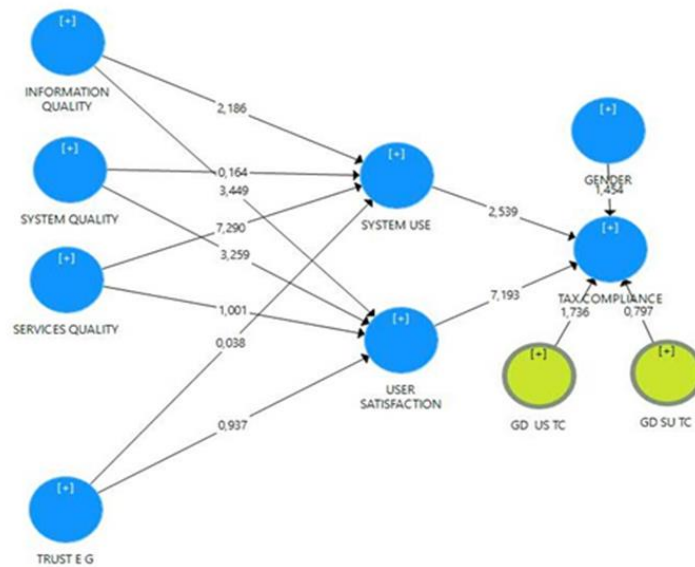 [+]
INFORMATION
QUALITY
[+]
GENDER
1,454
2,186
[+]
SYSTEM QUALITY
0,164
3,449
[+]
SYSTEM USE
2,539
[+]
TAX COMPLIANCE
7,290
3,259
[+]
SERVICES QUALITY
1,001
0,038
[+]
USER
SATISFACTION
7,193
1,736
0,797
[+]
GD US TC
[+]
GD SU TC
0,937
[+]
TRUST E G